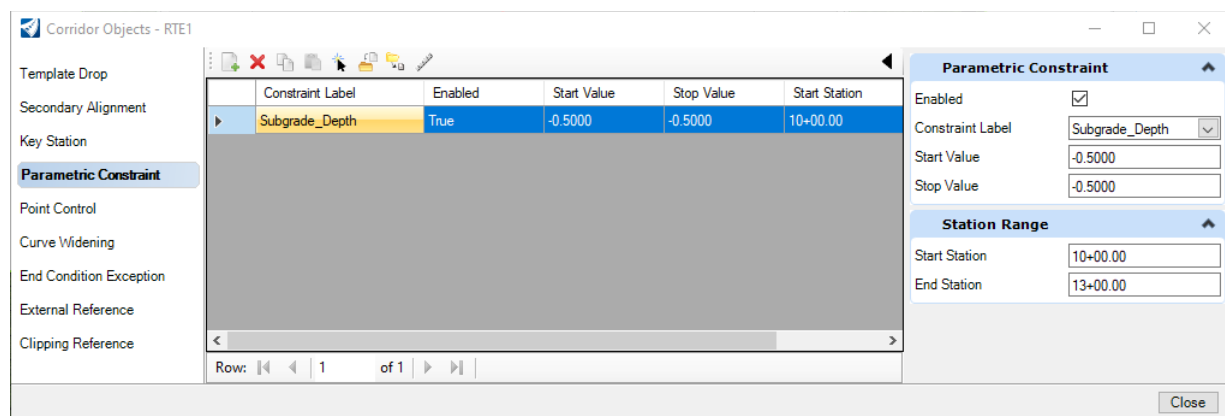 Corridor Objects - RTE1
Template Drop
Secondary Alignment
Key Station
Parametric Constraint
Point Control
Curve Widening
End Condition Exception
External Reference
Clipping Reference
Constraint Label Enabled Start Value Stop Value Start Station
Subgrade_Depth True -0.5000 -0.5000 10+00.00
Row: 1 of 1
Parametric Constraint
Enabled
Constraint Label Subgrade_Depth
Start Value -0.5000
Stop Value -0.5000
Station Range
Start Station 10+00.00
End Station 13+00.00
Close